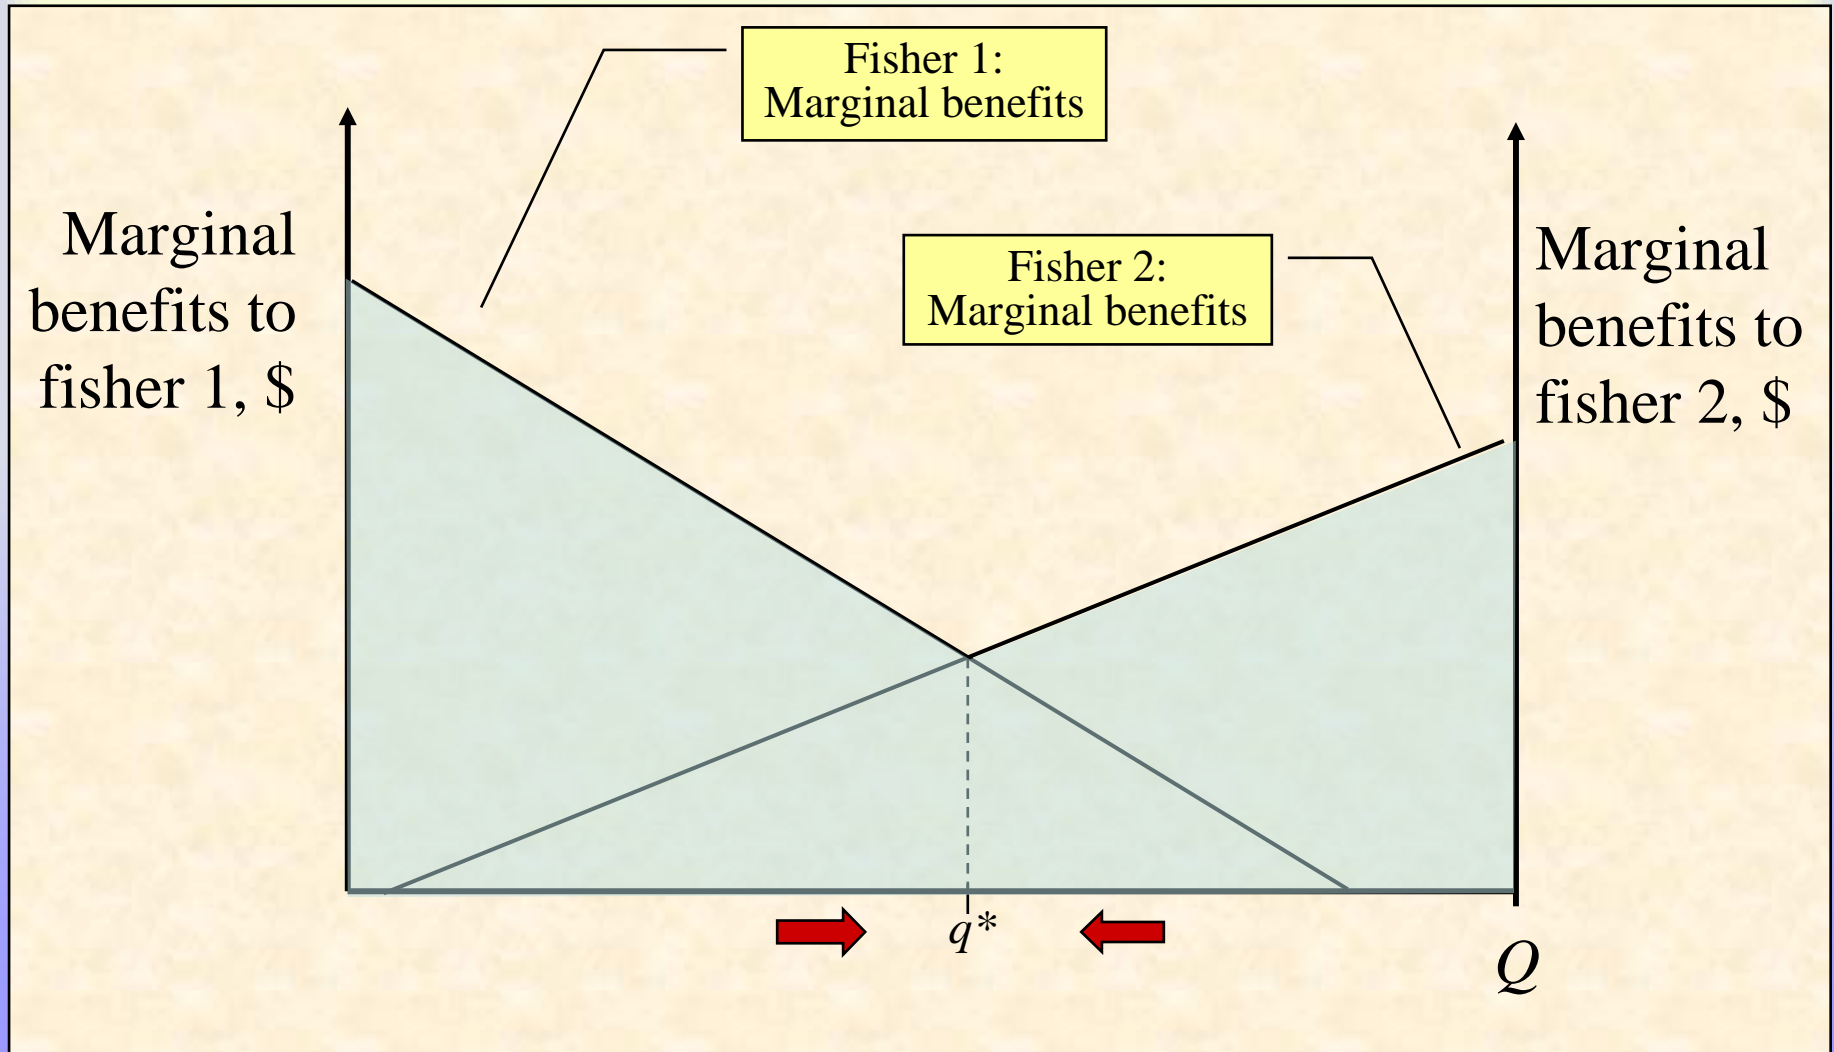 Fisher 1:
Marginal benefits
Marginal
benefits to
fisher 1, $
Fisher 2:
Marginal benefits
Marginal
benefits to
fisher 2, $
q*
Q